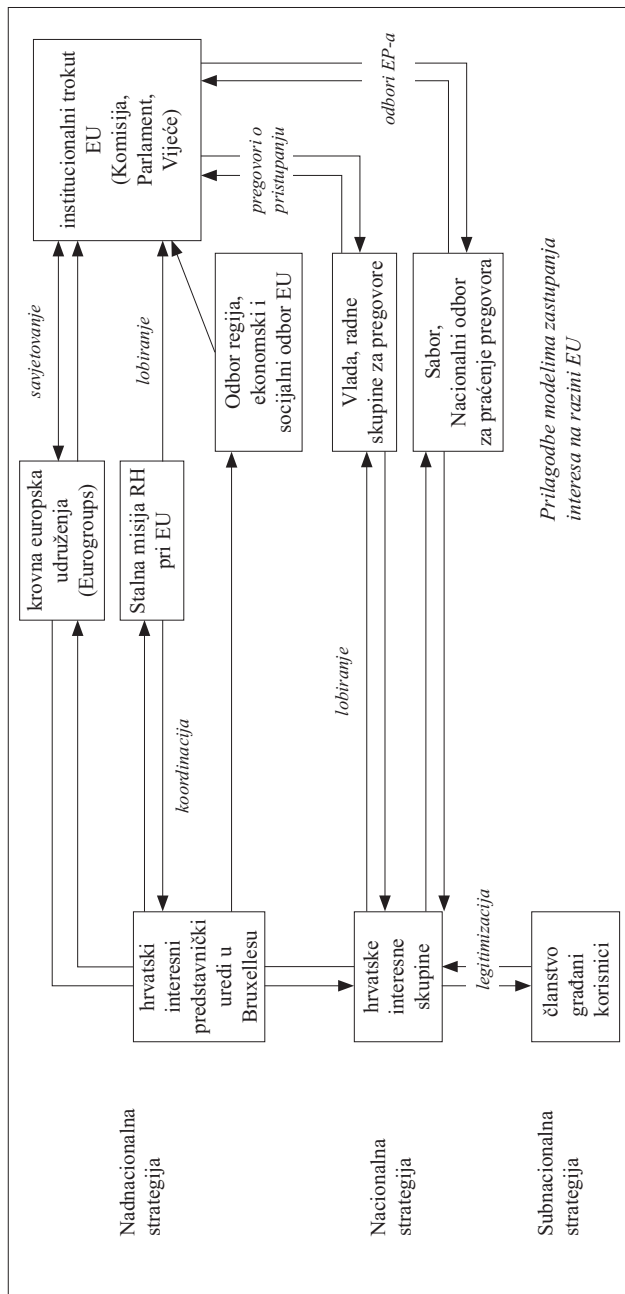 Nadnacionalna
strategija
Nacionalna
strategija
Subnacionalna
strategija
hrvatski
interesni
predstavnički
uredi u
Bruxellesu
hrvatske
interesne
skupine
legitimizacija
članstvo
građani
korisnici
koordinacija
lobiranje
krovna europska
udruženja
(Eurogroups)
Stalna misija RH
pri EU
Odbor regija,
ekonomski i
socijalni odbor EU
Vlada, radne
skupine za pregovore
Sabor,
Nacionalni odbor
za praćenje pregovora
savjetovanje
lobiranje
institucionalni trokut
EU
(Komisija,
Parlament,
Vijeće)
pregovori o
pristupanju
odbori EP-a
Prilagodbe modelima zastupanja
interesa na razini EU